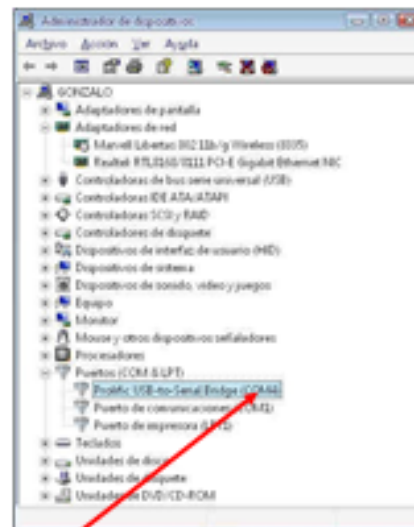 Administrador de dispositivos
Archivo Acción Ver Ayuda
GONZALO
Adaptadores de pantalla
Adaptadores de red
Marvell Libertas 802.11b/g Wireless (8335)
Realtek RTL8168/8111 PCI-E Gigabit Ethernet NIC
Controladoras de bus serie universal (USB)
Controladoras IDE ATA/ATAPI
Controladoras SCSI y RAID
Controladoras de disquete
Dispositivos de interfaz de usuario (HID)
Dispositivos de sistema
Dispositivos de sonido, vídeo y juegos
Equipo
Monitor
Mouse y otros dispositivos señaladores
Procesadores
Puertos (COM & LPT)
Prolific USB-to-Serial Bridge (COM4)
Puerto de comunicaciones (COM1)
Puerto de impresora (LPT1)
Teclados
Unidades de disco
Unidades de disquete
Unidades de DVD/CD-ROM